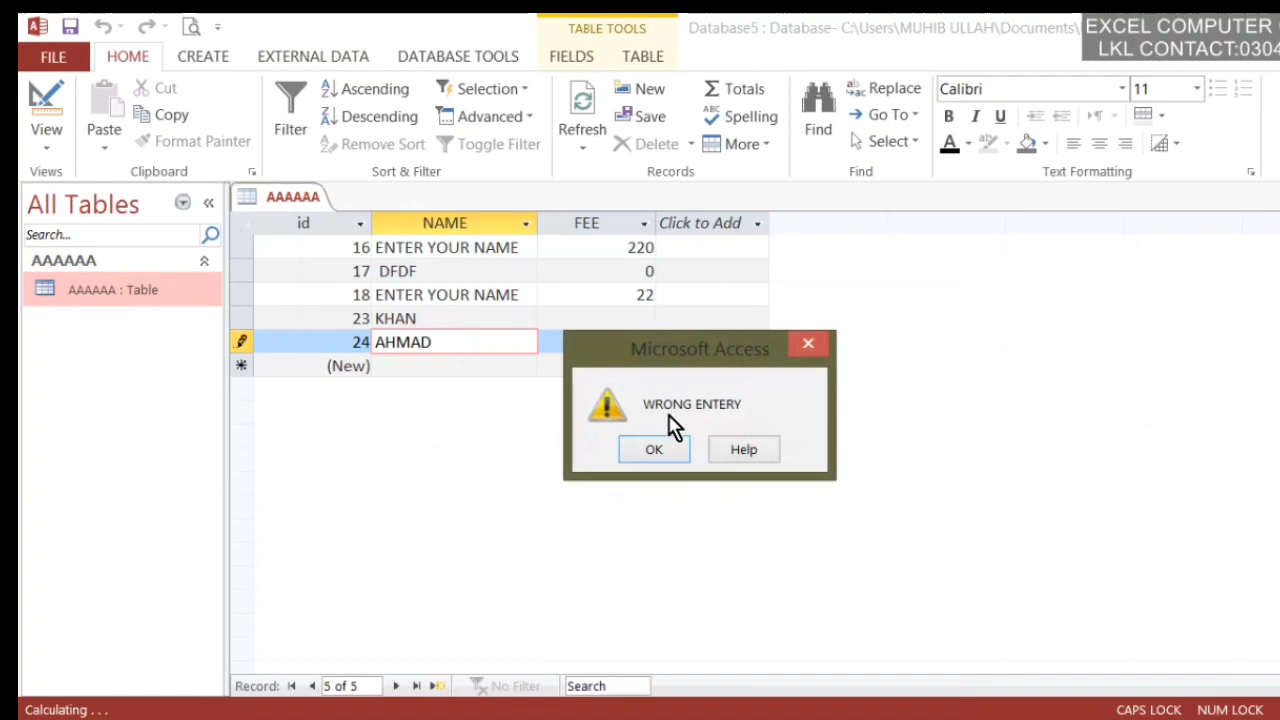 Database5 : Database- C:\Users\MUHIB ULLAH\Documents\
EXCEL COMPUTER
LKL CONTACT:0304
TABLE TOOLS
FILE HOME CREATE EXTERNAL DATA DATABASE TOOLS FIELDS TABLE
View
Views
Paste
Cut
Copy
Format Painter
Clipboard
Filter
Ascending
Descending
Remove Sort
Selection
Advanced
Toggle Filter
Sort & Filter
Refresh
New
Save
Delete
Totals
Spelling
More
Records
Find
Replace
Go To
Select
Find
Calibri 11
B I U
A
Text Formatting
All Tables
Search...
AAAAAA
AAAAAA : Table
AAAAAA
id NAME FEE Click to Add
16 ENTER YOUR NAME 220
17 DFDF 0
18 ENTER YOUR NAME 22
23 KHAN
24 AHMAD
(New)
Microsoft Access
WRONG ENTERY
OK Help
Record: 5 of 5 No Filter Search
Calculating . . .
CAPS LOCK NUM LOCK